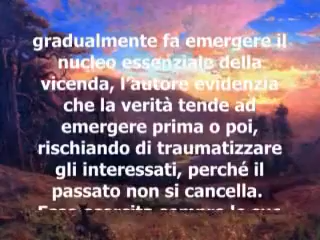 gradualmente fa emergere il
nucleo essenziale della
vicenda, l'autore evidenzia
che la verità tende ad
emergere prima o poi,
rischiando di traumatizzare
gli interessati, perché il
passato non si cancella.